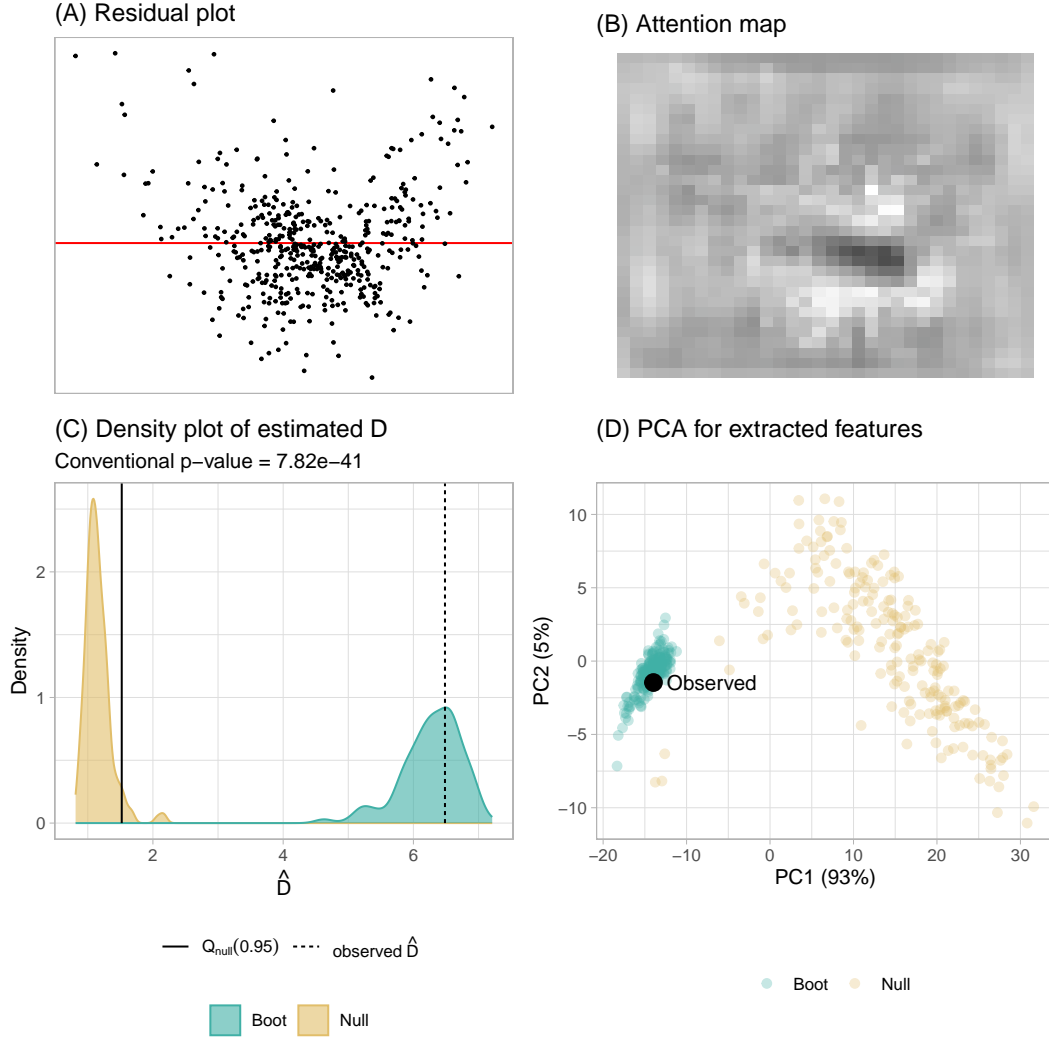 (A) Residual plot
(B) Attention map
(C) Density plot of estimated D
Conventional p−value = 7.82e−41
Density
0
1
2
2
4
6
D̂
Q_null(0.95)
observed D̂
Boot
Null
(D) PCA for extracted features
PC2 (5%)
10
5
0
−5
−10
Observed
−20
−10
0
10
20
30
PC1 (93%)
Boot
Null